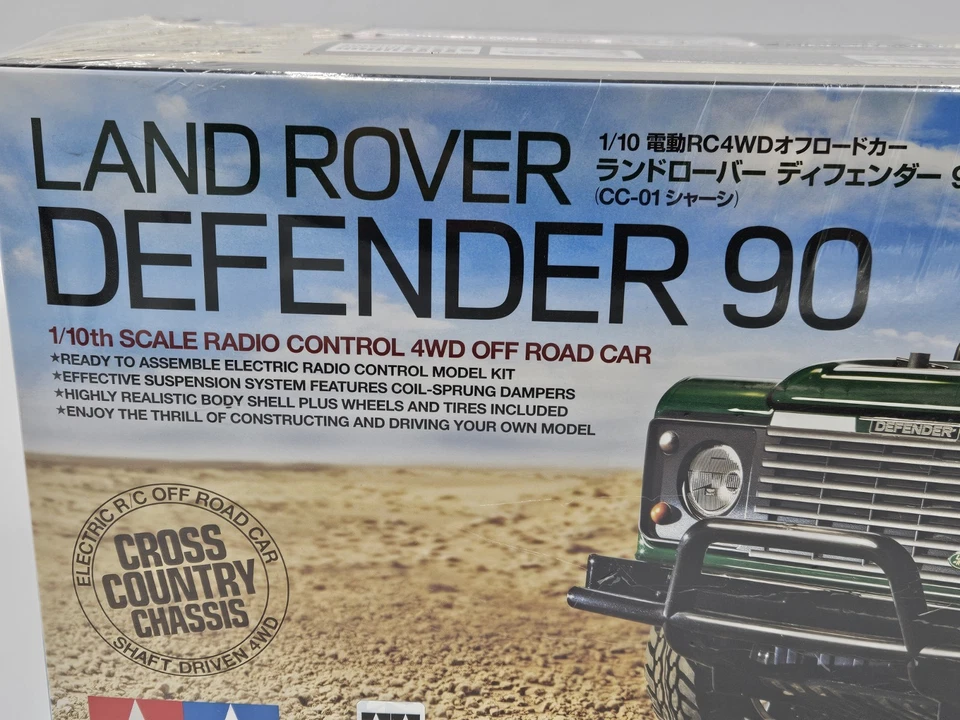 LAND ROVER
DEFENDER 90
1/10 電動RC4WDオフロードカー
ランドローバー ディフェンダー 9
(CC-01シャーシ)
1/10th SCALE RADIO CONTROL 4WD OFF ROAD CAR
★READY TO ASSEMBLE ELECTRIC RADIO CONTROL MODEL KIT
★EFFECTIVE SUSPENSION SYSTEM FEATURES COIL-SPRUNG DAMPERS
★HIGHLY REALISTIC BODY SHELL PLUS WHEELS AND TIRES INCLUDED
★ENJOY THE THRILL OF CONSTRUCTING AND DRIVING YOUR OWN MODEL
DEFENDER
ELECTRIC R/C OFF ROAD CAR
CROSS
COUNTRY
CHASSIS
SHAFT DRIVEN 4WD